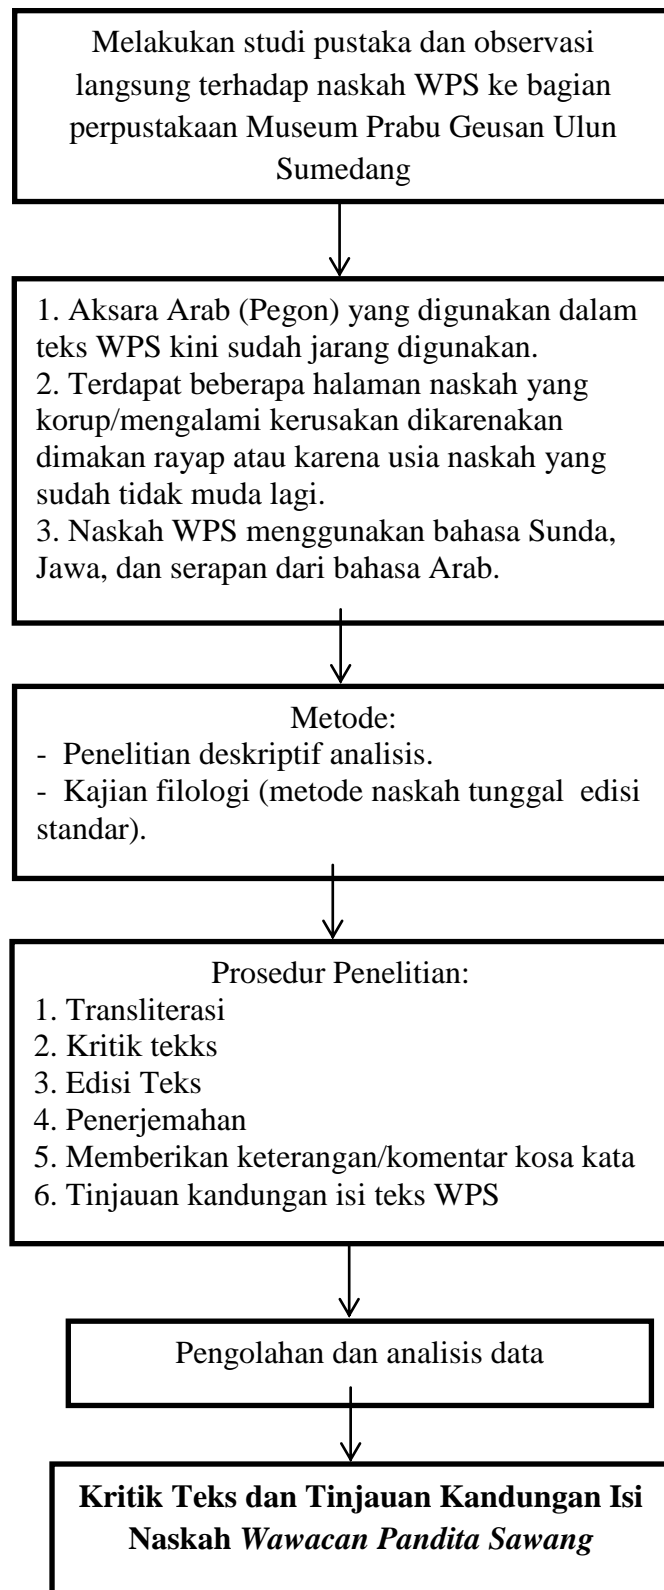 Melakukan studi pustaka dan observasi
langsung terhadap naskah WPS ke bagian
perpustakaan Museum Prabu Geusan Ulun
Sumedang
1. Aksara Arab (Pegon) yang digunakan dalam
teks WPS kini sudah jarang digunakan.
2. Terdapat beberapa halaman naskah yang
korup/mengalami kerusakan dikarenakan
dimakan rayap atau karena usia naskah yang
sudah tidak muda lagi.
3. Naskah WPS menggunakan bahasa Sunda,
Jawa, dan serapan dari bahasa Arab.
Metode:
- Penelitian deskriptif analisis.
- Kajian filologi (metode naskah tunggal edisi
standar).
Prosedur Penelitian:
1. Transliterasi
2. Kritik tekks
3. Edisi Teks
4. Penerjemahan
5. Memberikan keterangan/komentar kosa kata
6. Tinjauan kandungan isi teks WPS
Pengolahan dan analisis data
Kritik Teks dan Tinjauan Kandungan Isi
Naskah Wawacan Pandita Sawang